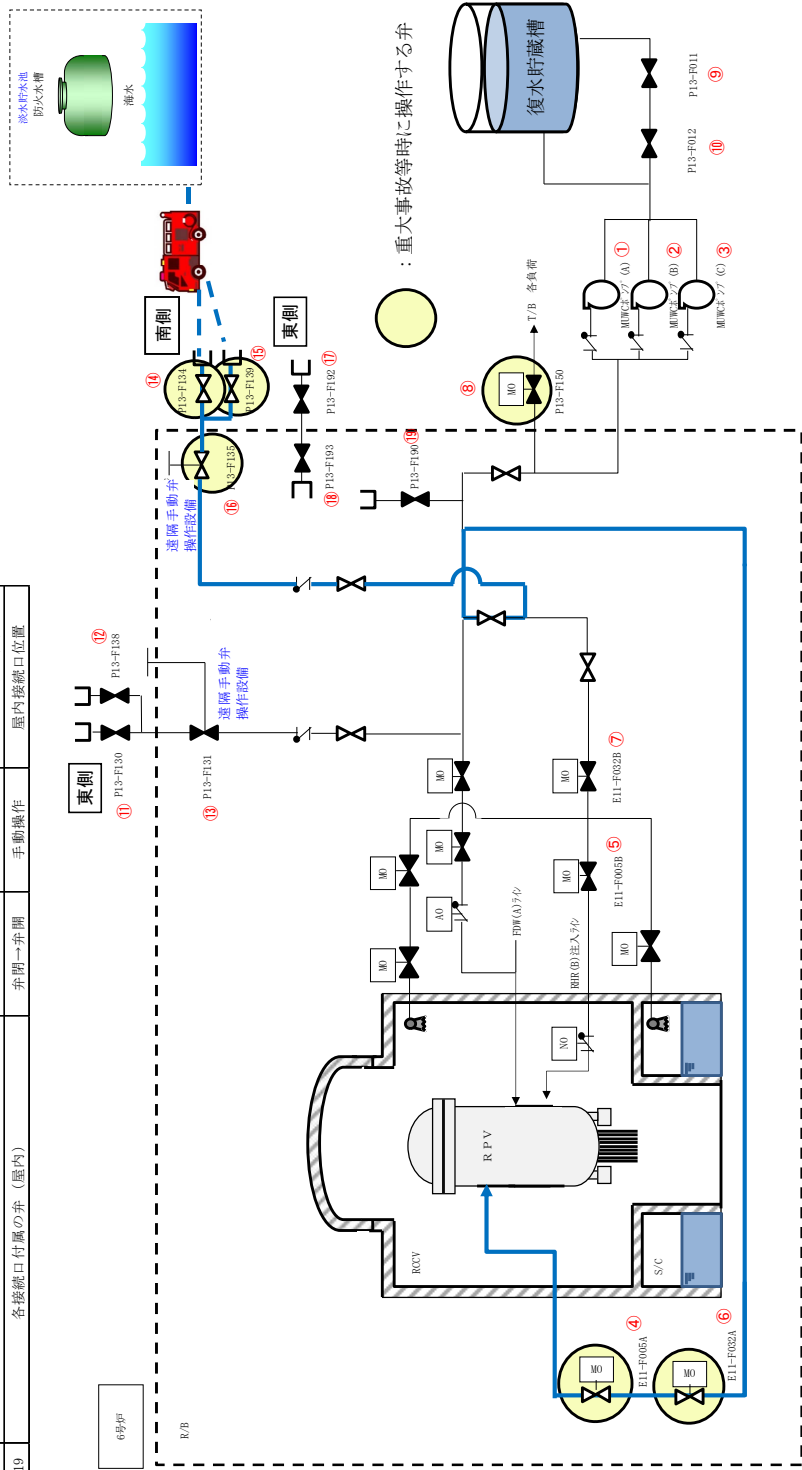 19
各接続口付属の弁（屋内）
弁閉→弁開
手動操作
屋内接続口位置
6号炉
R/B
淡水貯水池
防火水槽
海水
南側
⑭
P13-F134
⑮
P13-F139
東側
P13-F192 ⑰
P13-F193
⑱
P13-F135
⑯
遠隔手動弁
操作設備
P13-F190 ⑲
⑧
MO
P13-F150
T/B 各負荷
：重大事故等時に操作する弁
復水貯蔵槽
P13-F011
⑨
P13-F012
⑩
MUWCポンプ (A) ①
MUWCポンプ (B) ②
MUWCポンプ (C) ③
東側
P13-F130
⑪
⑫
P13-F138
P13-F131
⑬
遠隔手動弁
操作設備
MO
MO
MO
MO
AO
FDW(A)ライン
MO
E11-F032B ⑦
MO
E11-F005B ⑤
RHR(B)注入ライン
MO
NO
RPV
RCCV
S/C
MO
E11-F005A
④
MO
E11-F032A
⑥